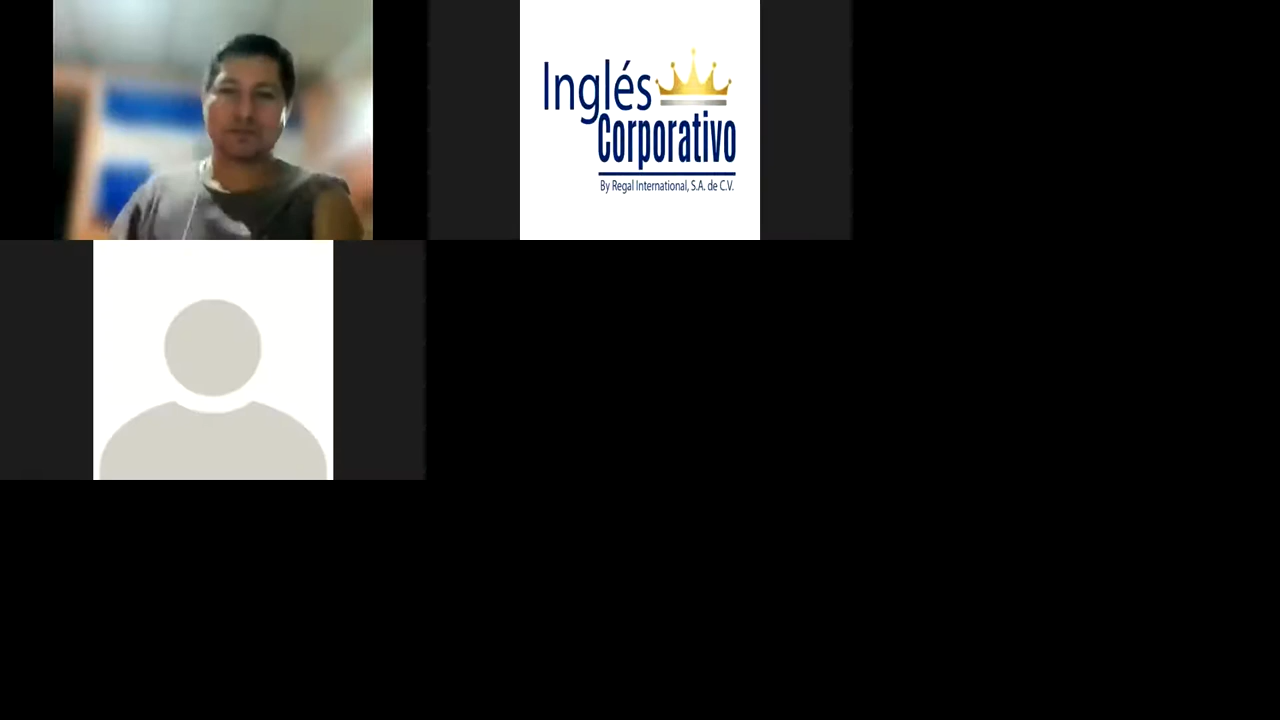 Inglés
Corporativo
By Regal International, S.A. de C.V.